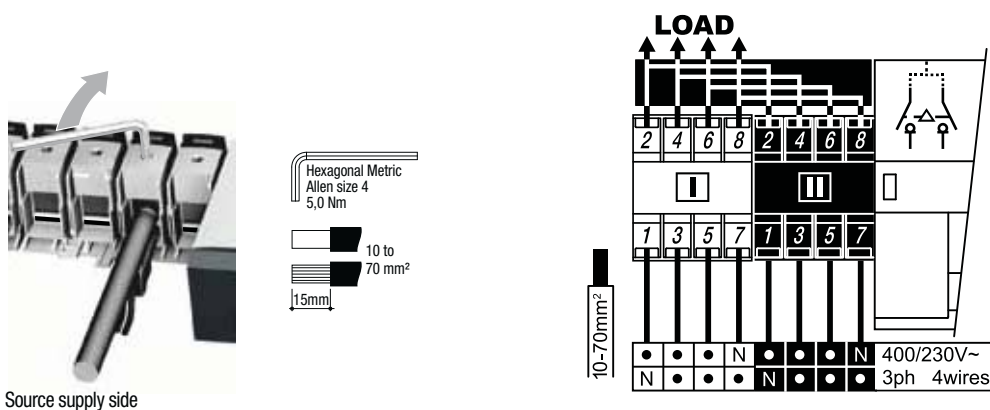 Source supply side
Hexagonal Metric
Allen size 4
5,0 Nm
10 to
70 mm²
15mm
LOAD
2 4 6 8 2 4 6 8
I II
1 3 5 7 1 3 5 7
10-70mm²
N N 400/230V~
N N 3ph 4wires